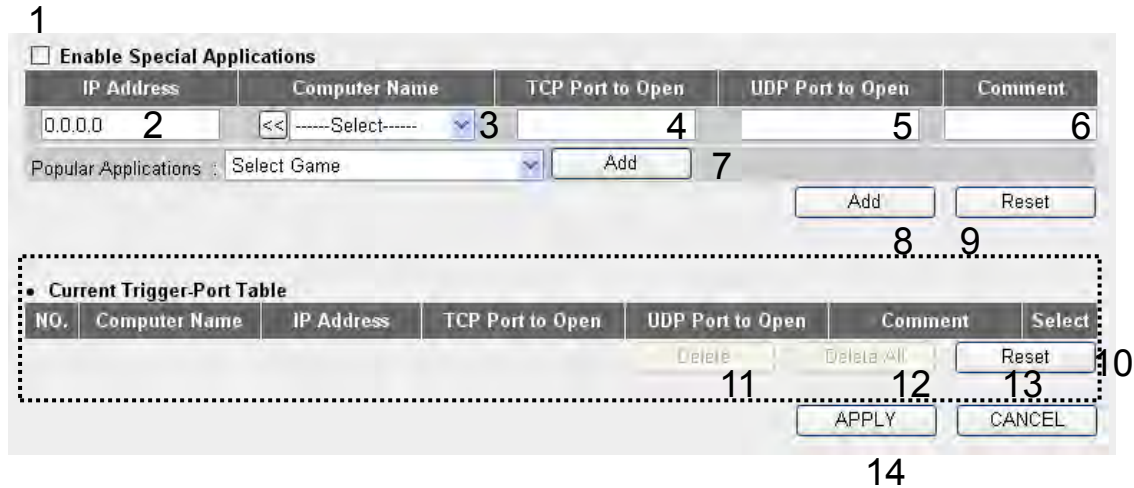 1
Enable Special Applications
IP Address Computer Name TCP Port to Open UDP Port to Open Comment
0.0.0.0 2 << ------Select------ 3 4 5 6
Popular Applications : Select Game Add 7
Add Reset
8 9
• Current Trigger-Port Table
NO. Computer Name IP Address TCP Port to Open UDP Port to Open Comment Select
Delete Delete All Reset 10
11 12 13
APPLY CANCEL
14